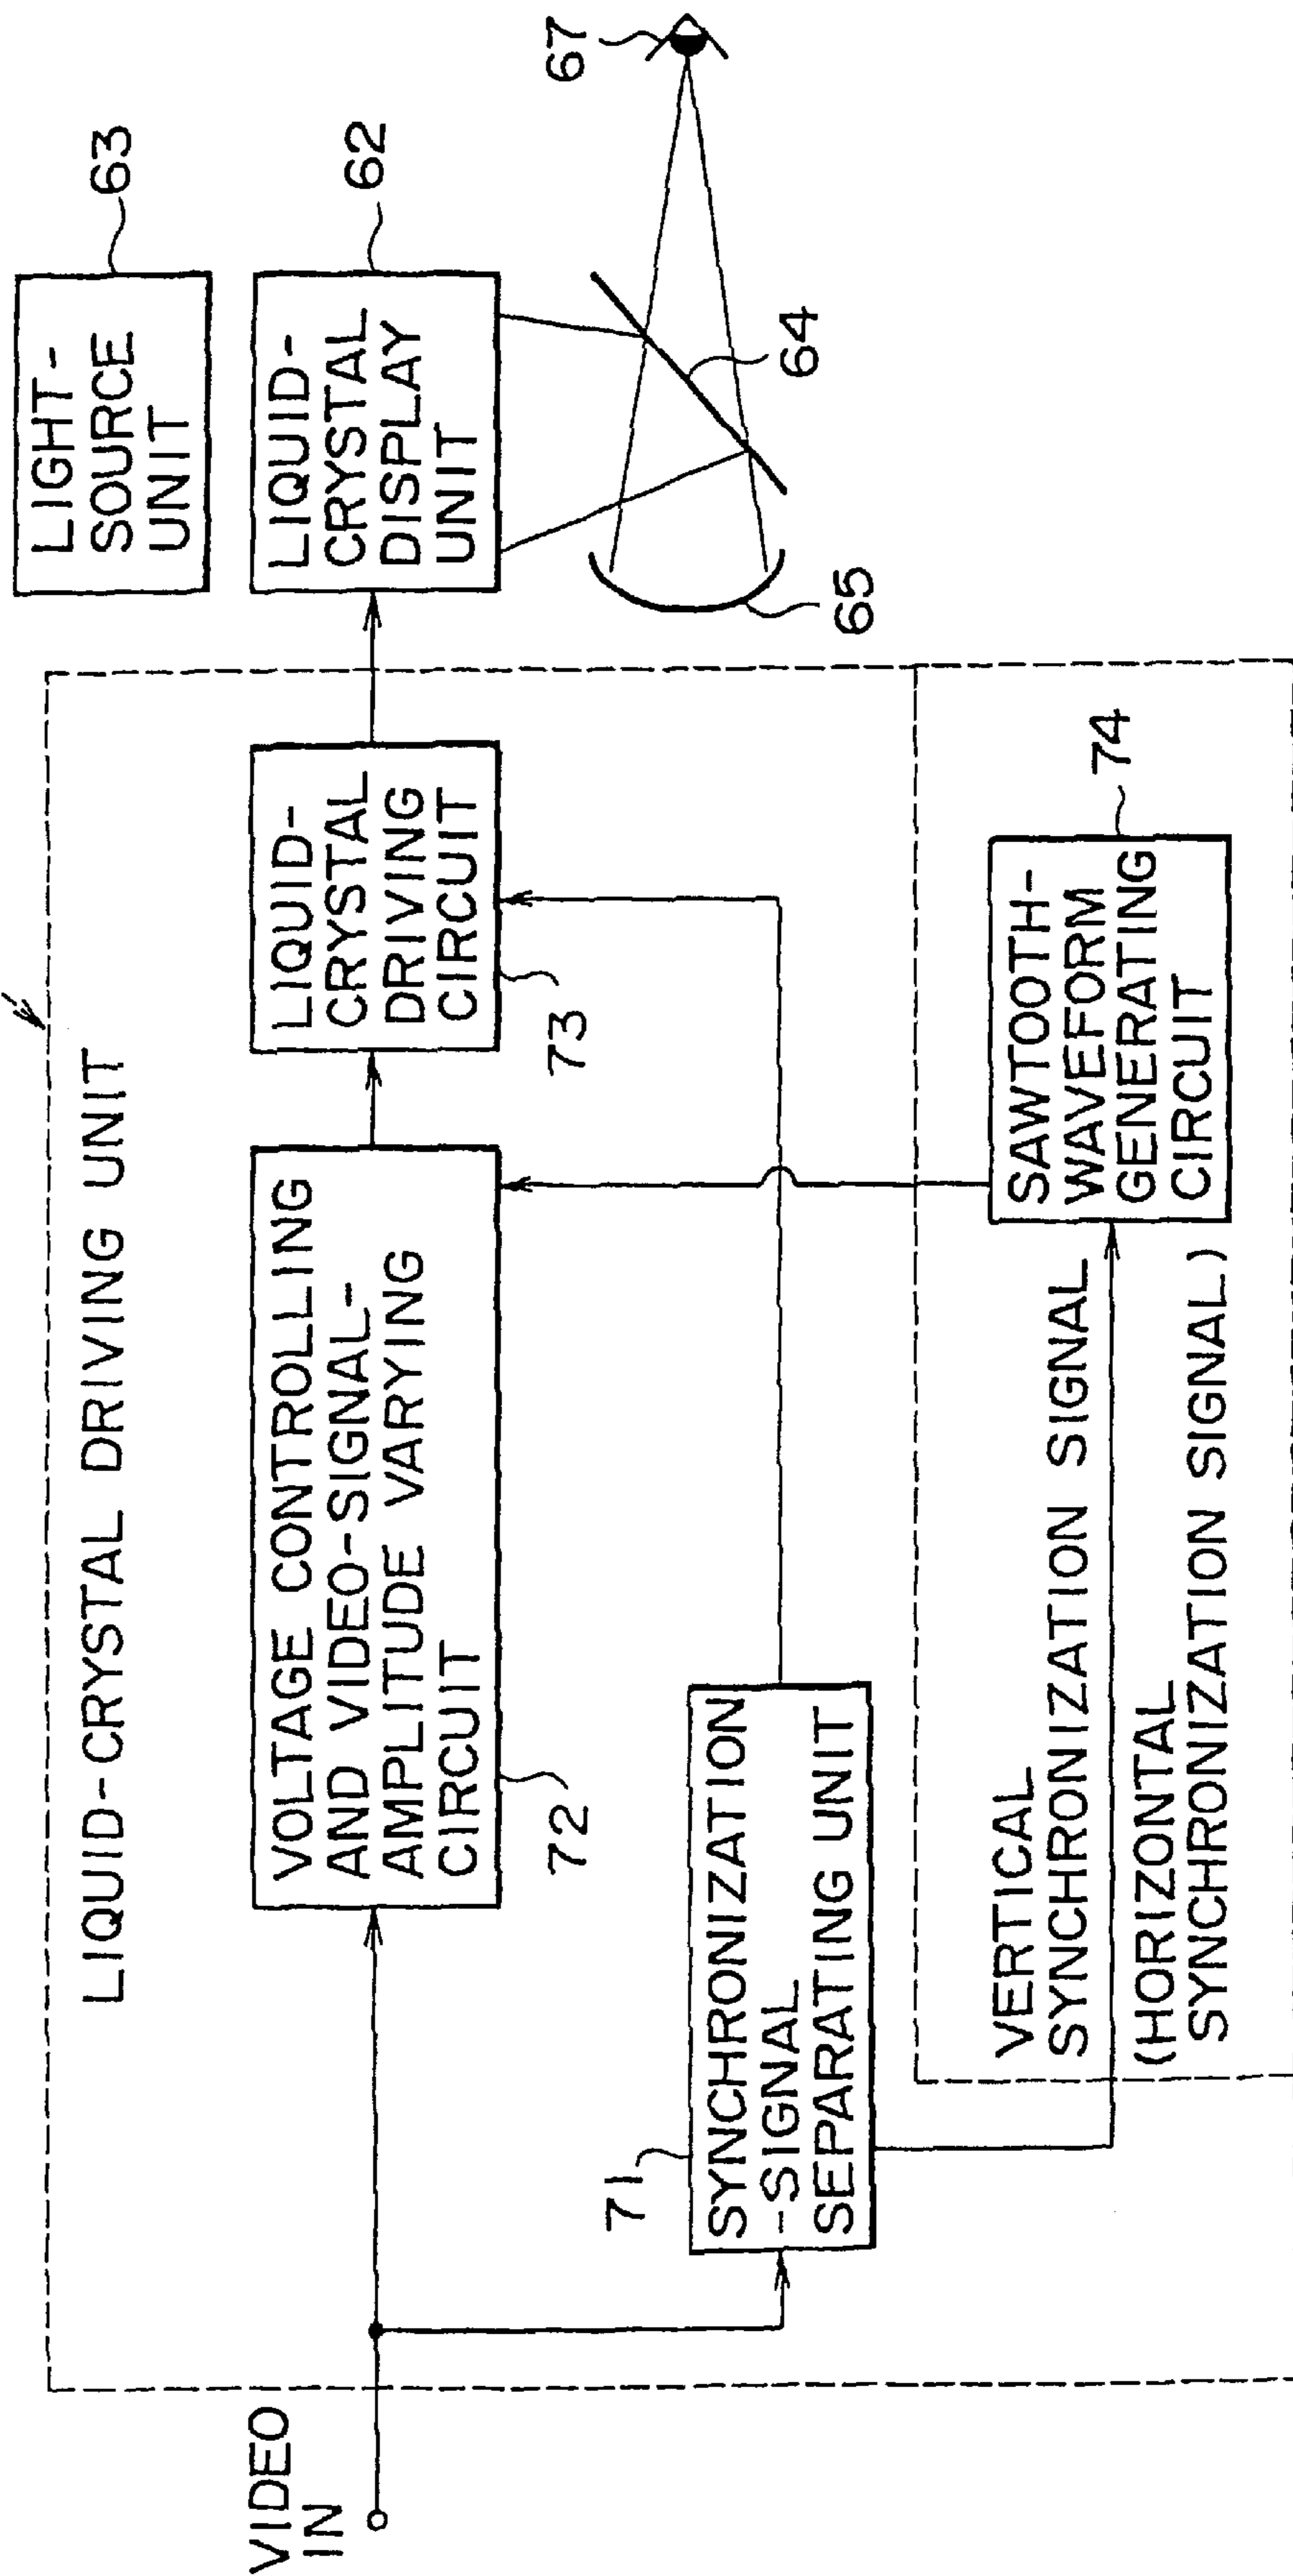 LIQUID-CRYSTAL DRIVING UNIT
VIDEO
IN
VOLTAGE CONTROLLING
AND VIDEO-SIGNAL-
AMPLITUDE VARYING
CIRCUIT
72
LIQUID-
CRYSTAL
DRIVING
CIRCUIT
73
LIGHT-
SOURCE
UNIT
63
LIQUID-
CRYSTAL
DISPLAY
UNIT
62
71
SYNCHRONIZATION
-SIGNAL
SEPARATING UNIT
VERTICAL
SYNCHRONIZATION SIGNAL
(HORIZONTAL
SYNCHRONIZATION SIGNAL)
SAWTOOTH-
WAVEFORM
GENERATING
CIRCUIT
74
65
64
67